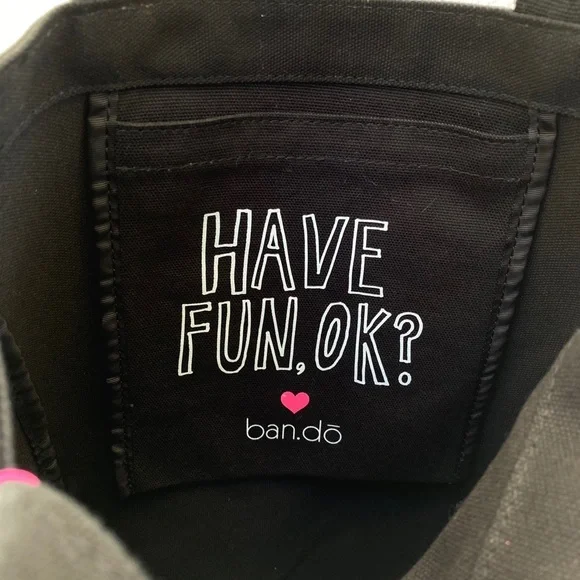 HAVE
FUN, OK?
ban.dō